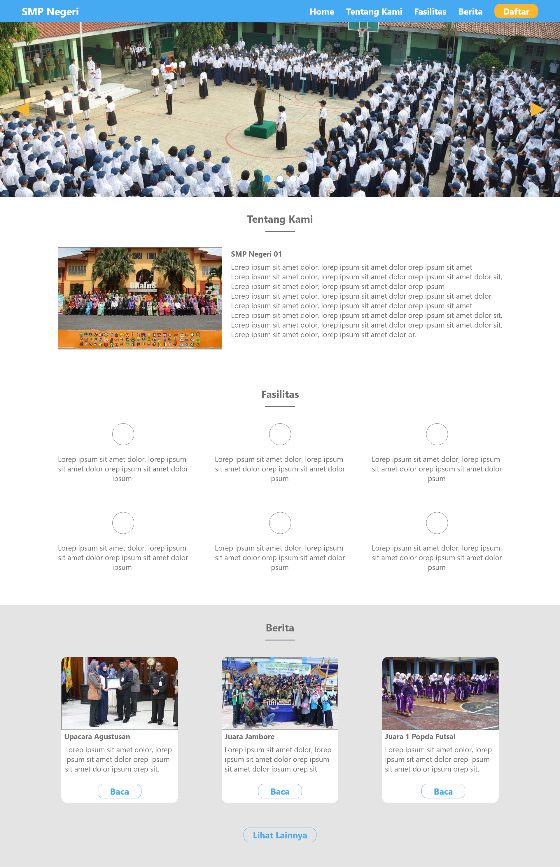 SMP Negeri
Home Tentang Kami Fasilitas Berita Daftar
Tentang Kami
SMP Negeri 01
Lorep ipsum sit amet dolor, lorep ipsum sit amet dolor orep ipsum sit amet
Lorep ipsum sit amet dolor, lorep ipsum sit amet dolor orep ipsum sit amet dolor sit,
Lorep ipsum sit amet dolor, lorep ipsum sit amet dolor orep ipsum
Lorep ipsum sit amet dolor, lorep ipsum sit amet dolor orep ipsum sit amet dolor
Lorep ipsum sit amet dolor, lorep ipsum sit amet dolor orep ipsum sit amet
Lorep ipsum sit amet dolor, lorep ipsum sit amet dolor orep ipsum sit amet dolor sit.
Lorep ipsum sit amet dolor, lorep ipsum sit amet dolor orep ipsum sit amet dolor sit.
Lorep ipsum sit amet dolor, lorep ipsum sit amet dolor or.
Fasilitas
Lorep ipsum sit amet dolor, lorep ipsum
sit amet dolor orep ipsum sit amet dolor
ipsum
Lorep ipsum sit amet dolor, lorep ipsum
sit amet dolor orep ipsum sit amet dolor
ipsum
Lorep ipsum sit amet dolor, lorep ipsum
sit amet dolor orep ipsum sit amet dolor
ipsum
Lorep ipsum sit amet dolor, lorep ipsum
sit amet dolor orep ipsum sit amet dolor
ipsum
Lorep ipsum sit amet dolor, lorep ipsum
sit amet dolor orep ipsum sit amet dolor
ipsum
Lorep ipsum sit amet dolor, lorep ipsum
sit amet dolor orep ipsum sit amet dolor
ipsum
Berita
Upacara Agustusan
Lorep ipsum sit amet dolor, lorep
ipsum sit amet dolor orep ipsum
sit amet dolor ipsum orep sit.
Baca
Juara Jambore
Lorep ipsum sit amet dolor, lorep
ipsum sit amet dolor orep ipsum
sit amet dolor ipsum orep sit.
Baca
Juara 1 Popda Futsal
Lorep ipsum sit amet dolor, lorep
ipsum sit amet dolor orep ipsum
sit amet dolor ipsum orep sit.
Baca
Lihat Lainnya